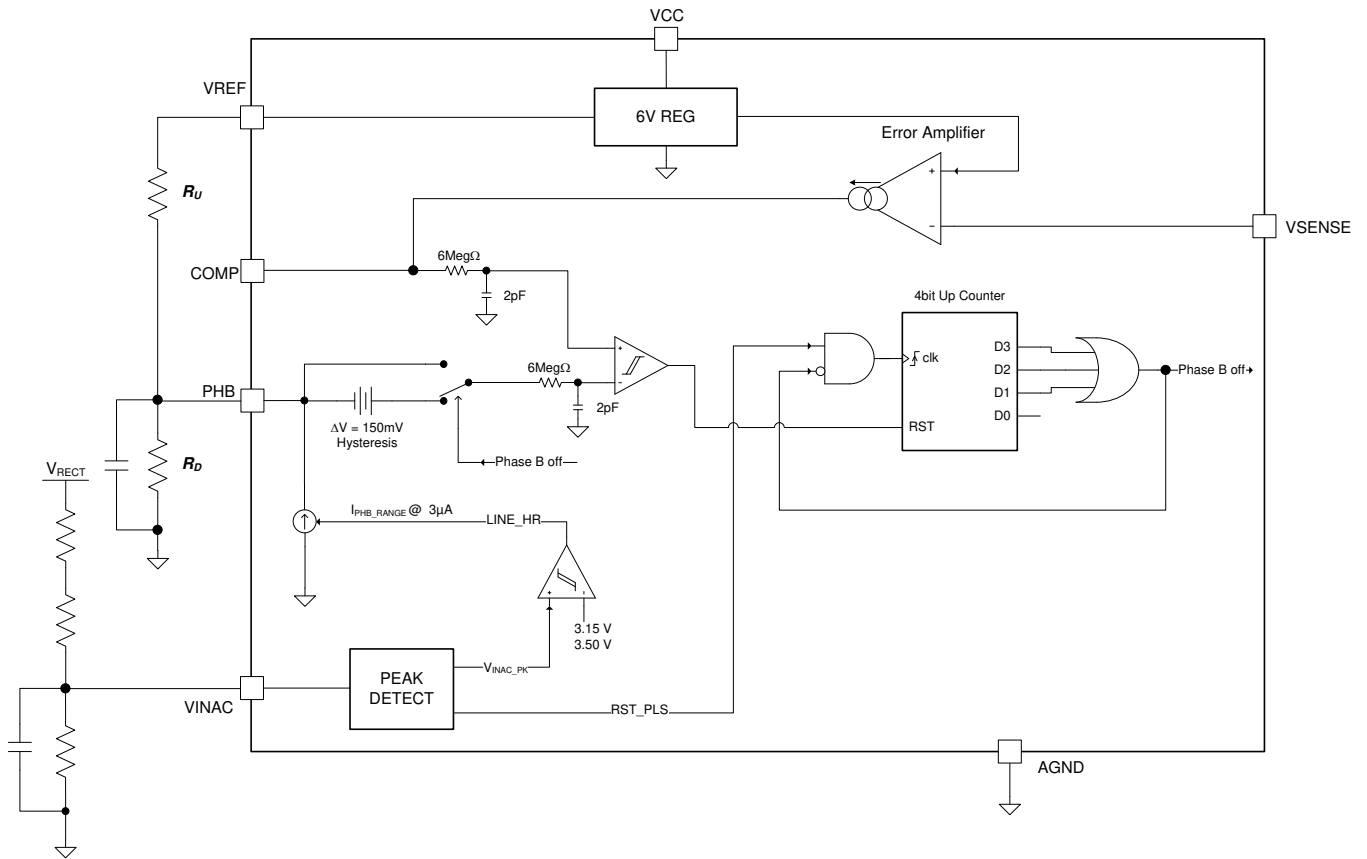 VCC
VREF
6V REG
Error Amplifier
+
−
R_U
VSENSE
COMP
6MegΩ
2pF
4bit Up Counter
+
−
clk
D3
D2
D1
D0
RST
Phase B off
PHB
6MegΩ
2pF
ΔV = 150mV
Hysteresis
Phase B off
R_D
V_RECT
I_PHB_RANGE @ 3µA
LINE_HR
+
-
3.15 V
3.50 V
PEAK
DETECT
V_INAC_PK
RST_PLS
VINAC
AGND